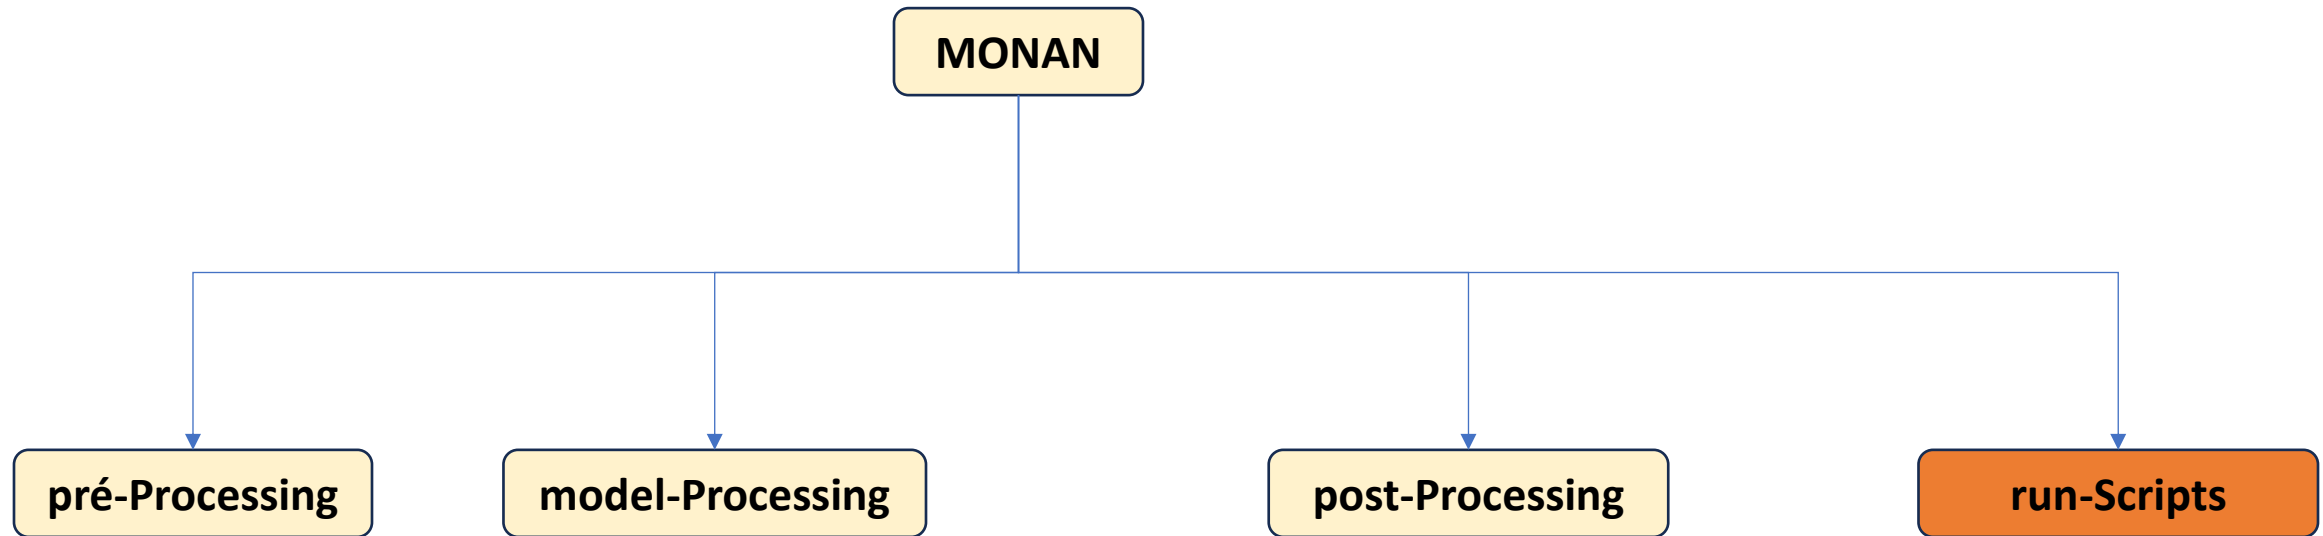 MONAN
pré-Processing
model-Processing
post-Processing
run-Scripts